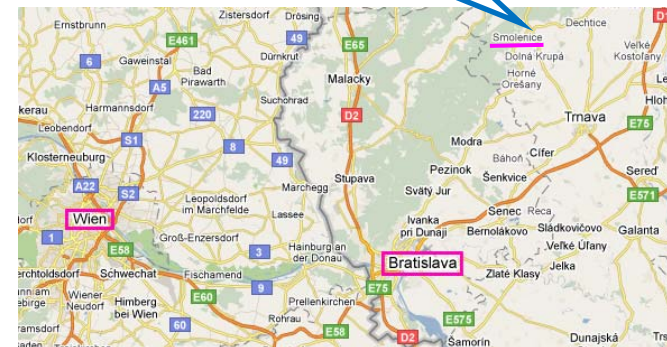 Ernstbrunn
Zistersdorf
Drösing
Dechtice
E461
49
E65
Smolenice
Gaweinstal
Dürnkrut
Dolná Krupá
Veľké
Kostoľany
6
Bad
Pirawarth
Malacky
Horné
Orešany
A5
Suchohrad
kerau
Harmannsdorf
220
D2
Trnava
Leobendorf
S1
E75
8
Modra
Báhoň
Cífer
Klosterneuburg
49
Pezinok
Šenkvice
Sereď
A22
S2
Marchegg
Stupava
Svätý Jur
E571
Leopoldsdorf
im Marchfelde
Lassee
Senec
Reca
Wien
Ivanka
pri Dunaji
Bernolákovo
Sládkovičovo
Galanta
1
Groß-Enzersdorf
Veľké Úľany
E58
3
Hainburg an
der Donau
Bratislava
Jelka
Schwechat
Fischamend
Zlaté Klasy
E60
9
E75
Wiener
Neudorf
Himberg
bei Wien
Prellenkirchen
60
Rohrau
E58
E575
D2
Šamorín
Dunajská